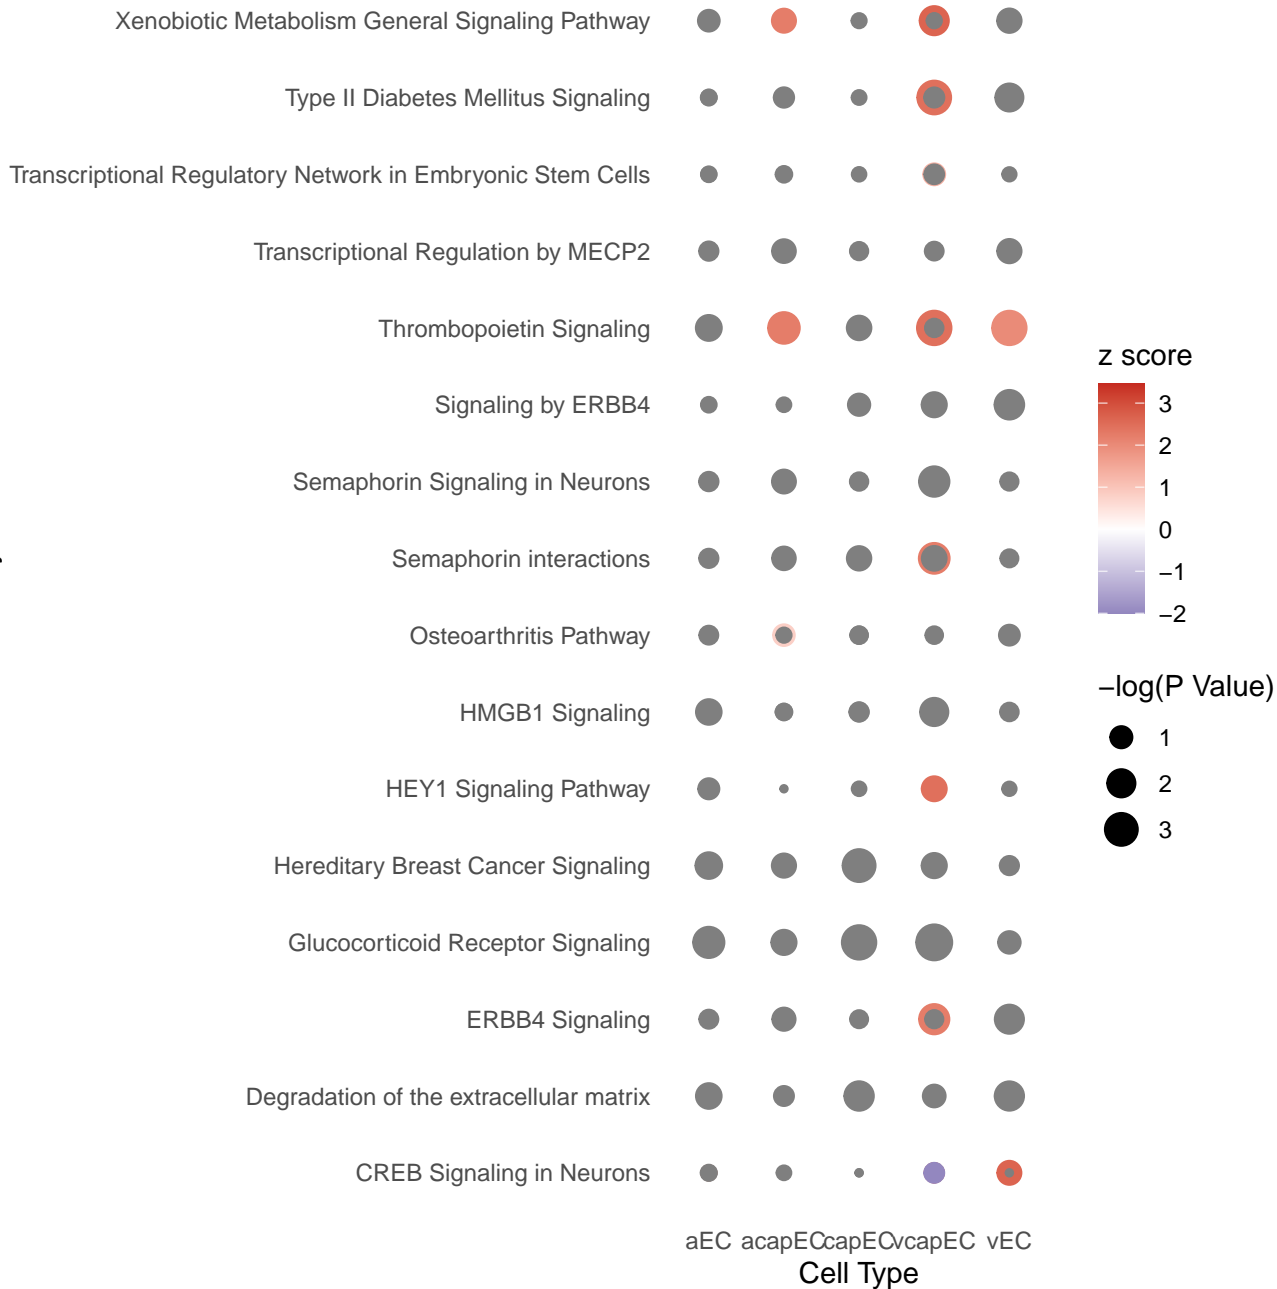 Xenobiotic Metabolism General Signaling Pathway
Type II Diabetes Mellitus Signaling
Transcriptional Regulatory Network in Embryonic Stem Cells
Transcriptional Regulation by MECP2
Thrombopoietin Signaling
Signaling by ERBB4
Semaphorin Signaling in Neurons
Semaphorin interactions
Osteoarthritis Pathway
HMGB1 Signaling
HEY1 Signaling Pathway
Hereditary Breast Cancer Signaling
Glucocorticoid Receptor Signaling
ERBB4 Signaling
Degradation of the extracellular matrix
CREB Signaling in Neurons
aEC acapEC capEC vcapEC vEC
Cell Type
z score
3
2
1
0
−1
−2
−log(P Value)
1
2
3